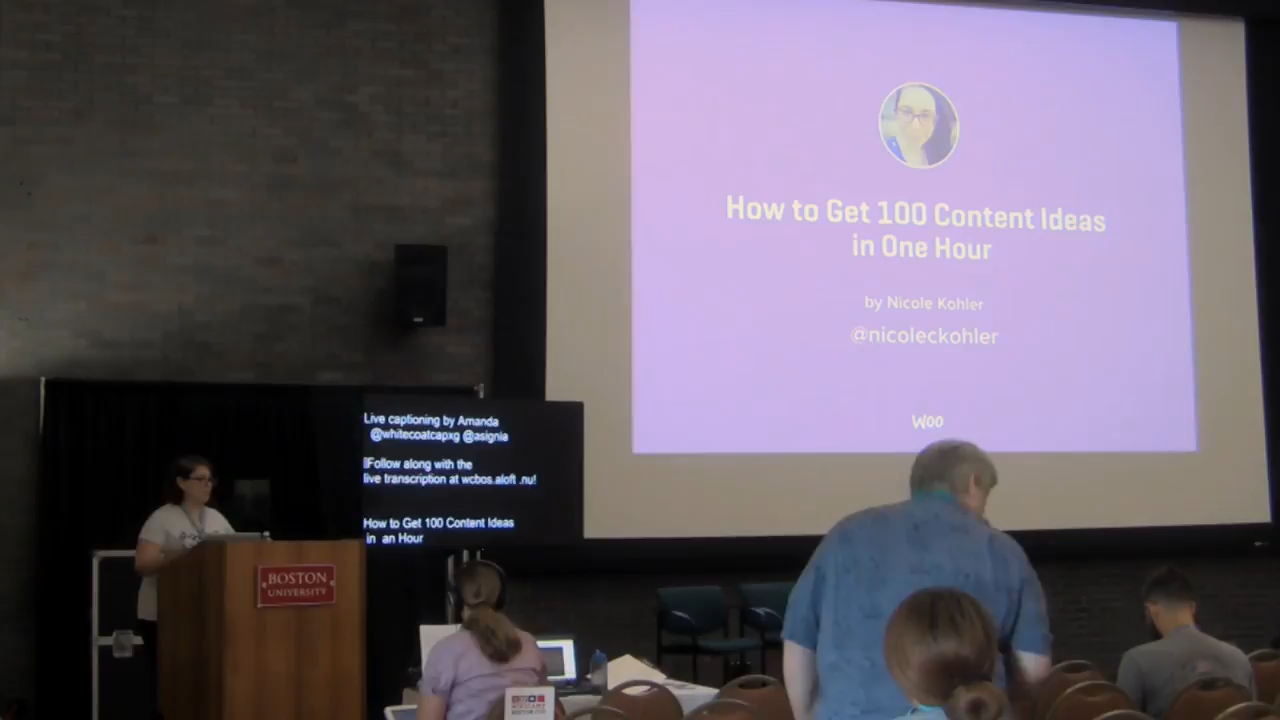 How to Get 100 Content Ideas
in One Hour
by Nicole Kohler
@nicoleckohler
Woo
Live captioning by Amanda
@whitecoatcapxg @asignia
Follow along with the
live transcription at wcbos.aloft .nu!
How to Get 100 Content Ideas
in an Hour
BOSTON
UNIVERSITY